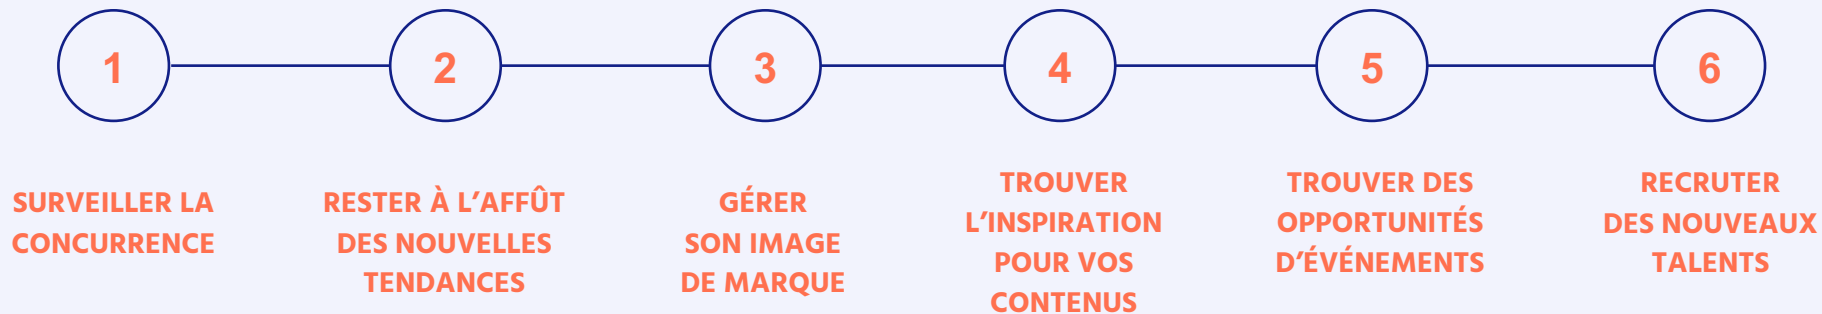 1
2
3
4
5
6
SURVEILLER LA
CONCURRENCE
RESTER À L’AFFÛT
DES NOUVELLES
TENDANCES
GÉRER
SON IMAGE
DE MARQUE
TROUVER
L’INSPIRATION
POUR VOS
CONTENUS
TROUVER DES
OPPORTUNITÉS
D’ÉVÉNEMENTS
RECRUTER
DES NOUVEAUX
TALENTS